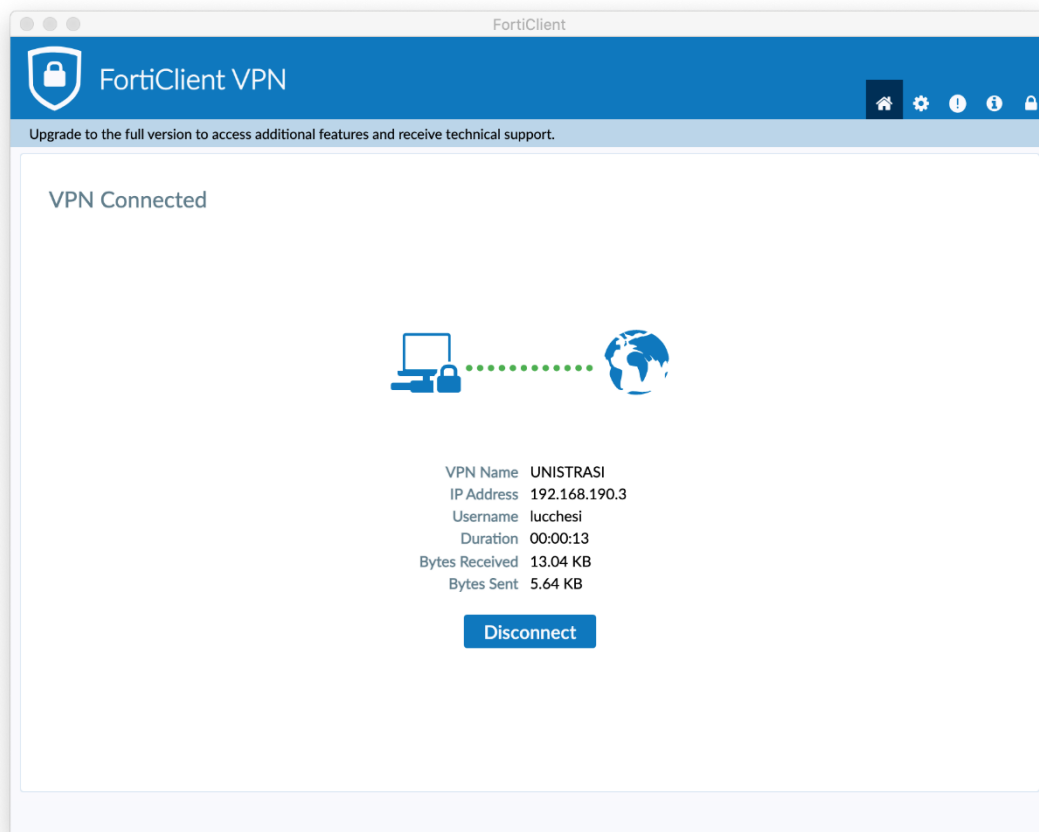 FortiClient
FortiClient VPN
Upgrade to the full version to access additional features and receive technical support.
VPN Connected
VPN Name UNISTRASI
IP Address 192.168.190.3
Username lucchesi
Duration 00:00:13
Bytes Received 13.04 KB
Bytes Sent 5.64 KB
Disconnect